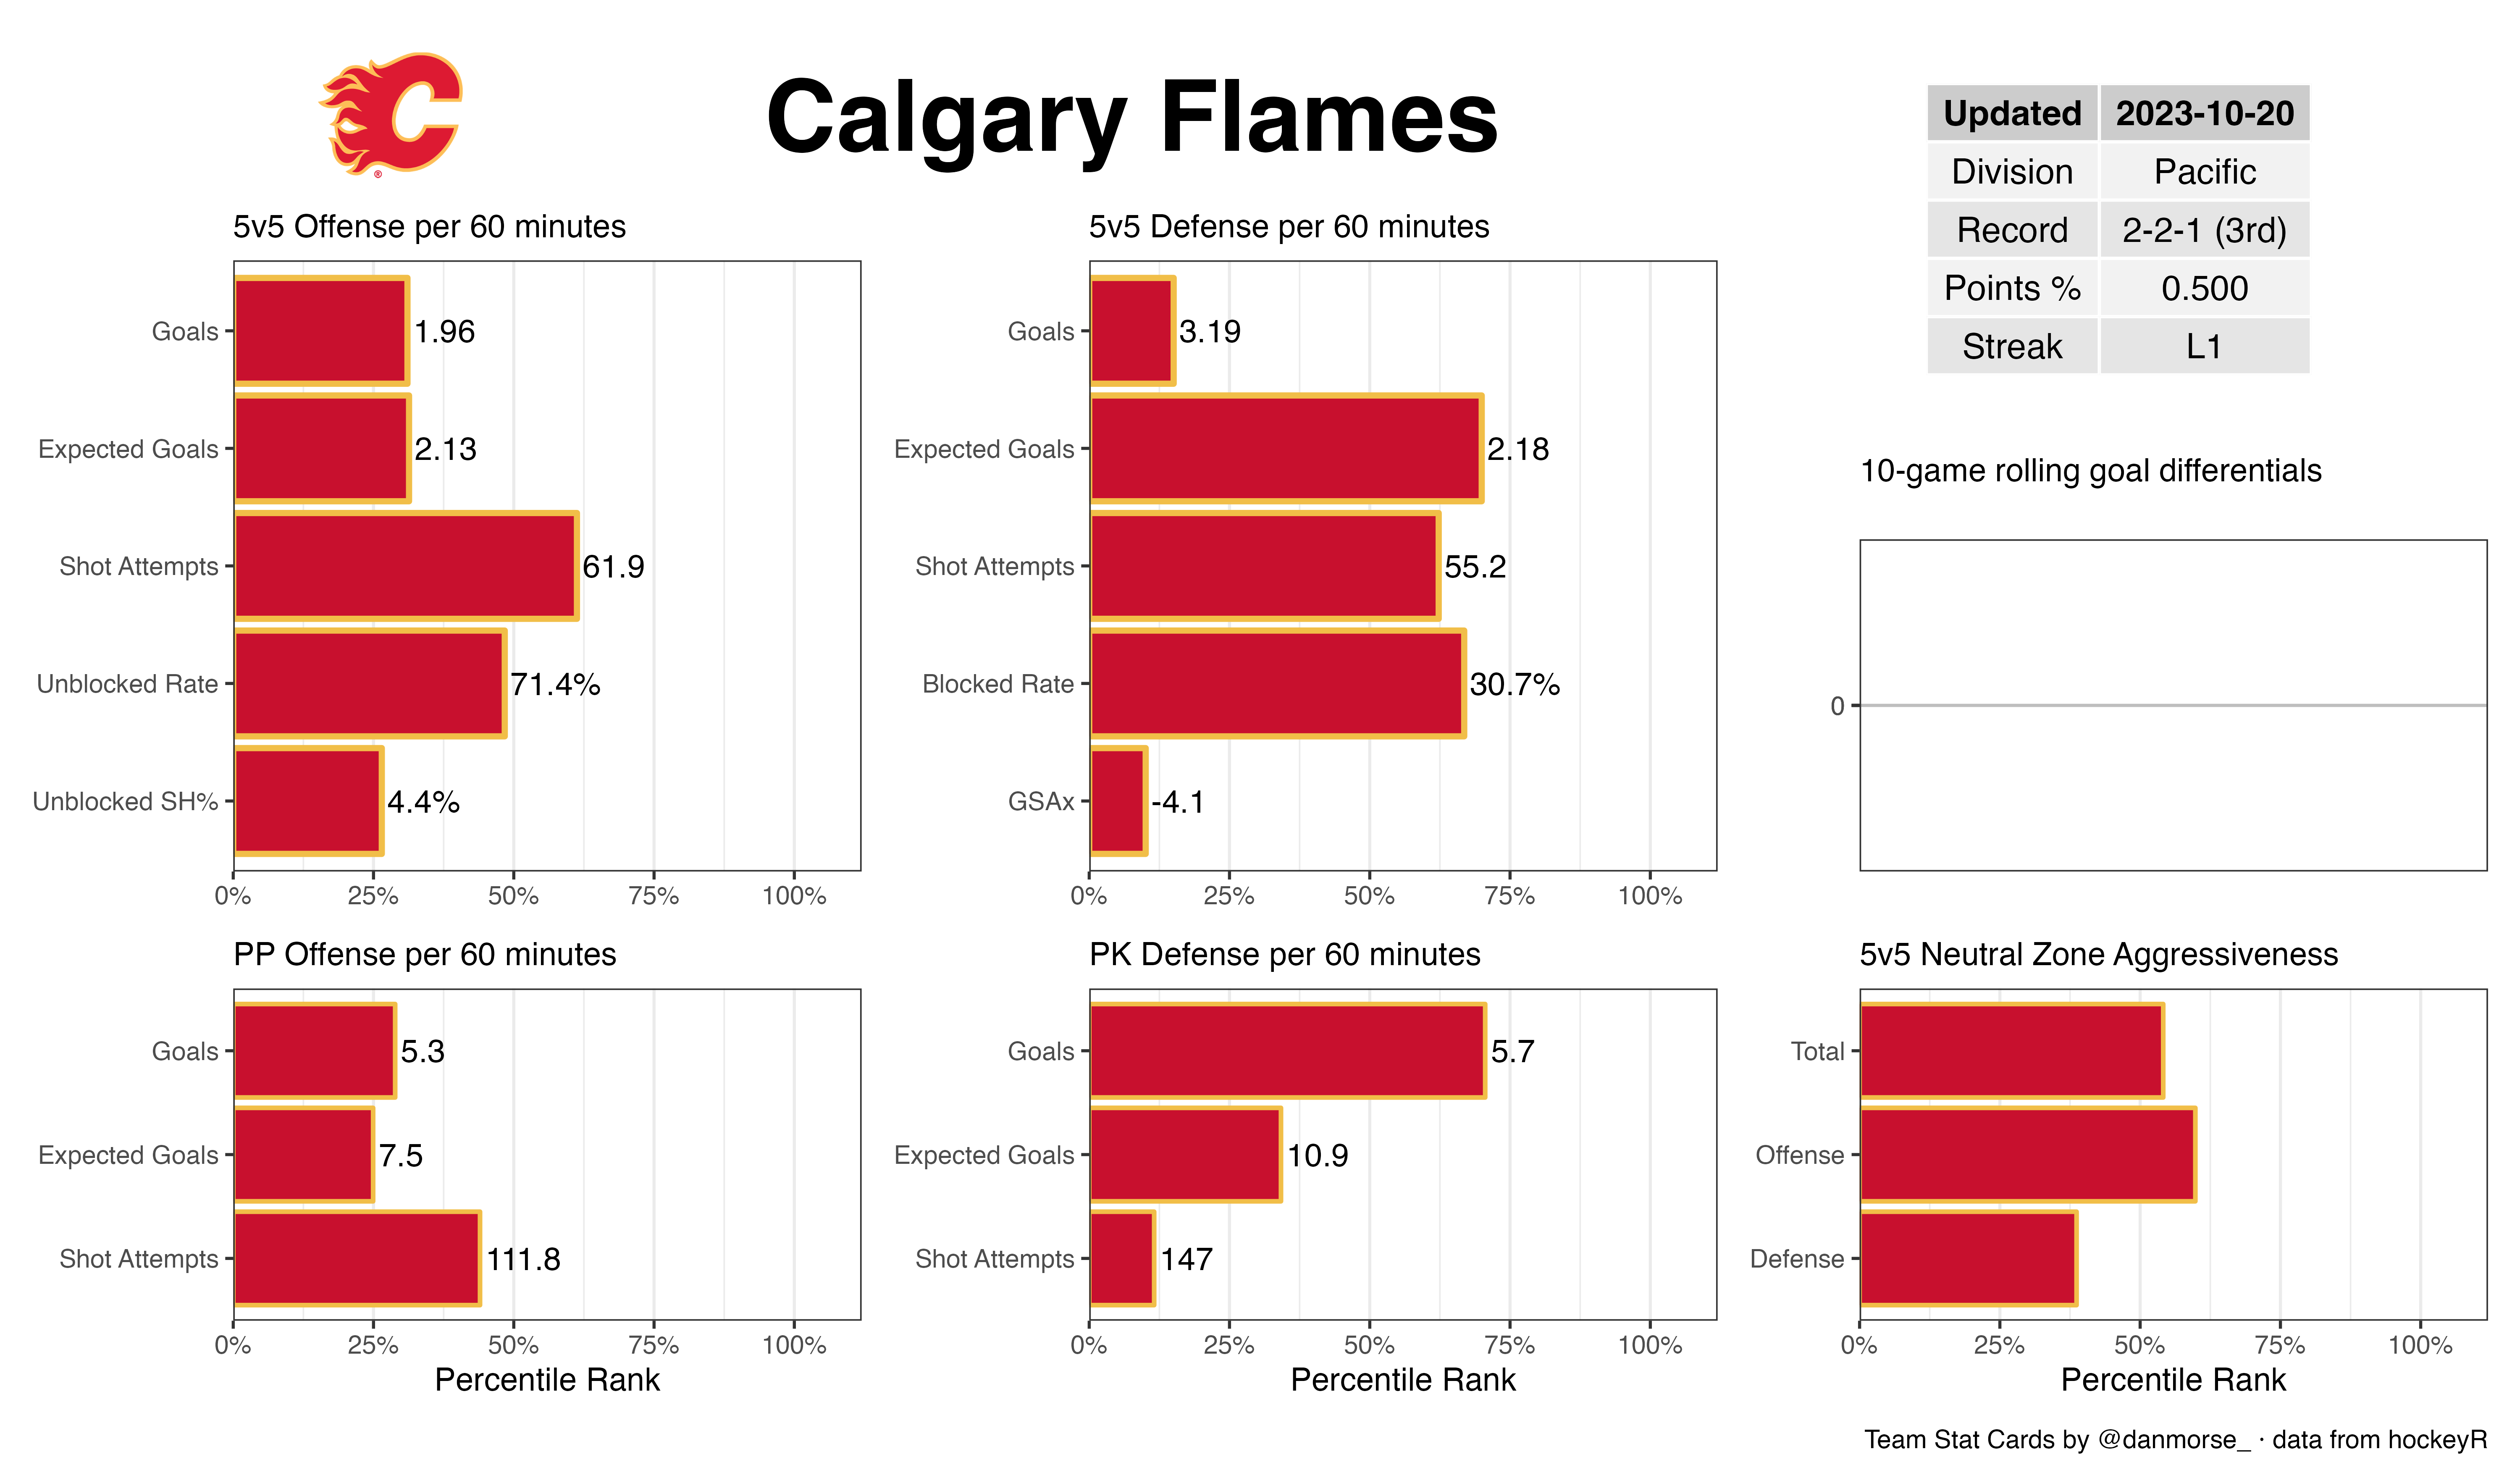 Calgary Flames
Updated 2023-10-20
Division Pacific
Record 2-2-1 (3rd)
Points % 0.500
Streak L1
5v5 Offense per 60 minutes
Goals 1.96
Expected Goals 2.13
Shot Attempts 61.9
Unblocked Rate 71.4%
Unblocked SH% 4.4%
0% 25% 50% 75% 100%
5v5 Defense per 60 minutes
Goals 3.19
Expected Goals 2.18
Shot Attempts 55.2
Blocked Rate 30.7%
GSAx -4.1
0% 25% 50% 75% 100%
10-game rolling goal differentials
0
PP Offense per 60 minutes
Goals 5.3
Expected Goals 7.5
Shot Attempts 111.8
0% 25% 50% 75% 100%
Percentile Rank
PK Defense per 60 minutes
Goals 5.7
Expected Goals 10.9
Shot Attempts 147
0% 25% 50% 75% 100%
Percentile Rank
5v5 Neutral Zone Aggressiveness
Total
Offense
Defense
0% 25% 50% 75% 100%
Percentile Rank
Team Stat Cards by @danmorse_ · data from hockeyR